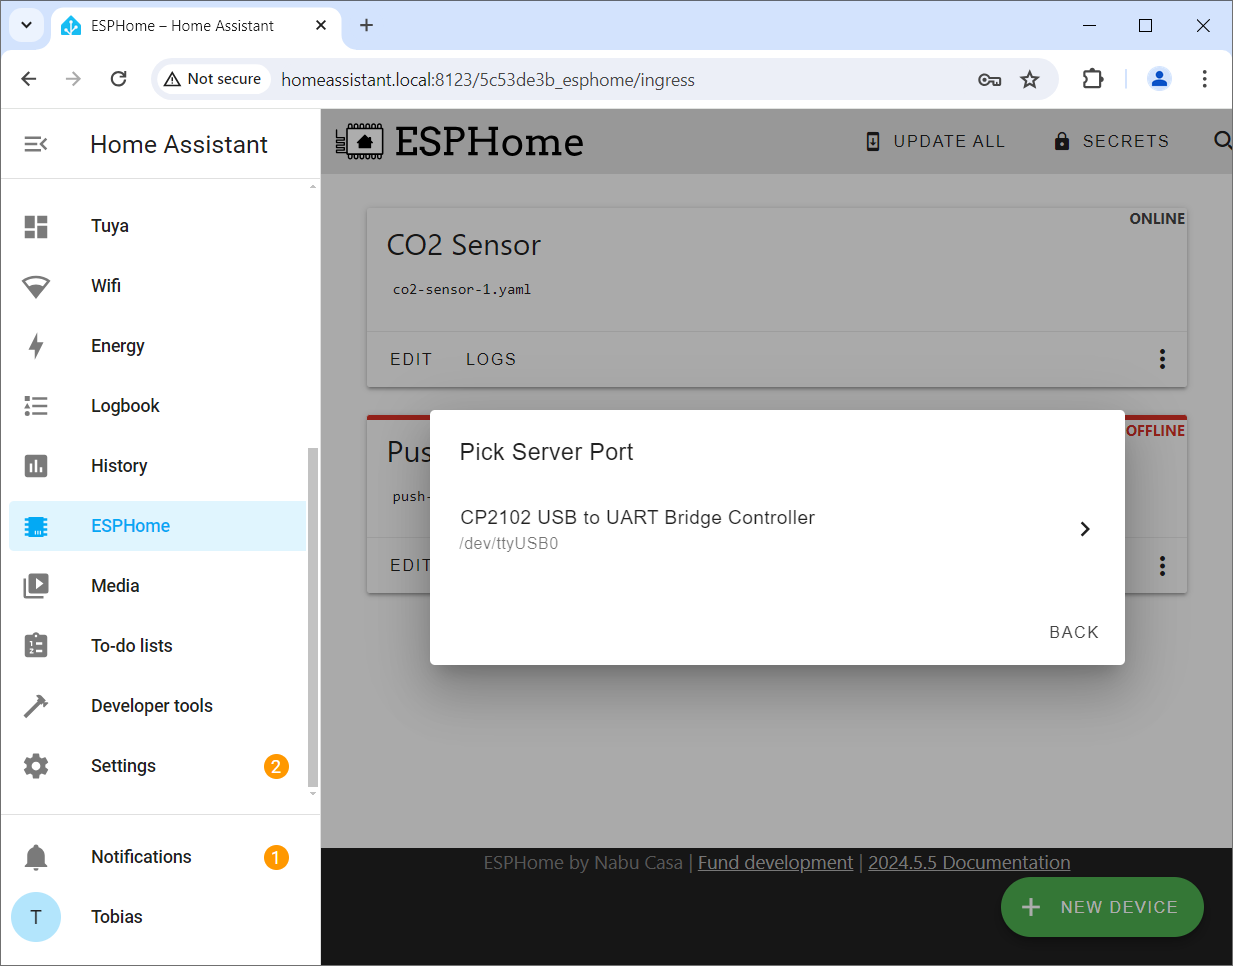 ESPHome – Home Assistant
Not secure
homeassistant.local:8123/5c53de3b_esphome/ingress
Home Assistant
Tuya
Wifi
Energy
Logbook
History
ESPHome
Media
To-do lists
Developer tools
Settings
2
Notifications
1
T
Tobias
ESPHome
UPDATE ALL
SECRETS
ONLINE
CO2 Sensor
co2-sensor-1.yaml
EDIT LOGS
OFFLINE
Pus
push-
EDIT
Pick Server Port
CP2102 USB to UART Bridge Controller
/dev/ttyUSB0
BACK
ESPHome by Nabu Casa | Fund development | 2024.5.5 Documentation
NEW DEVICE